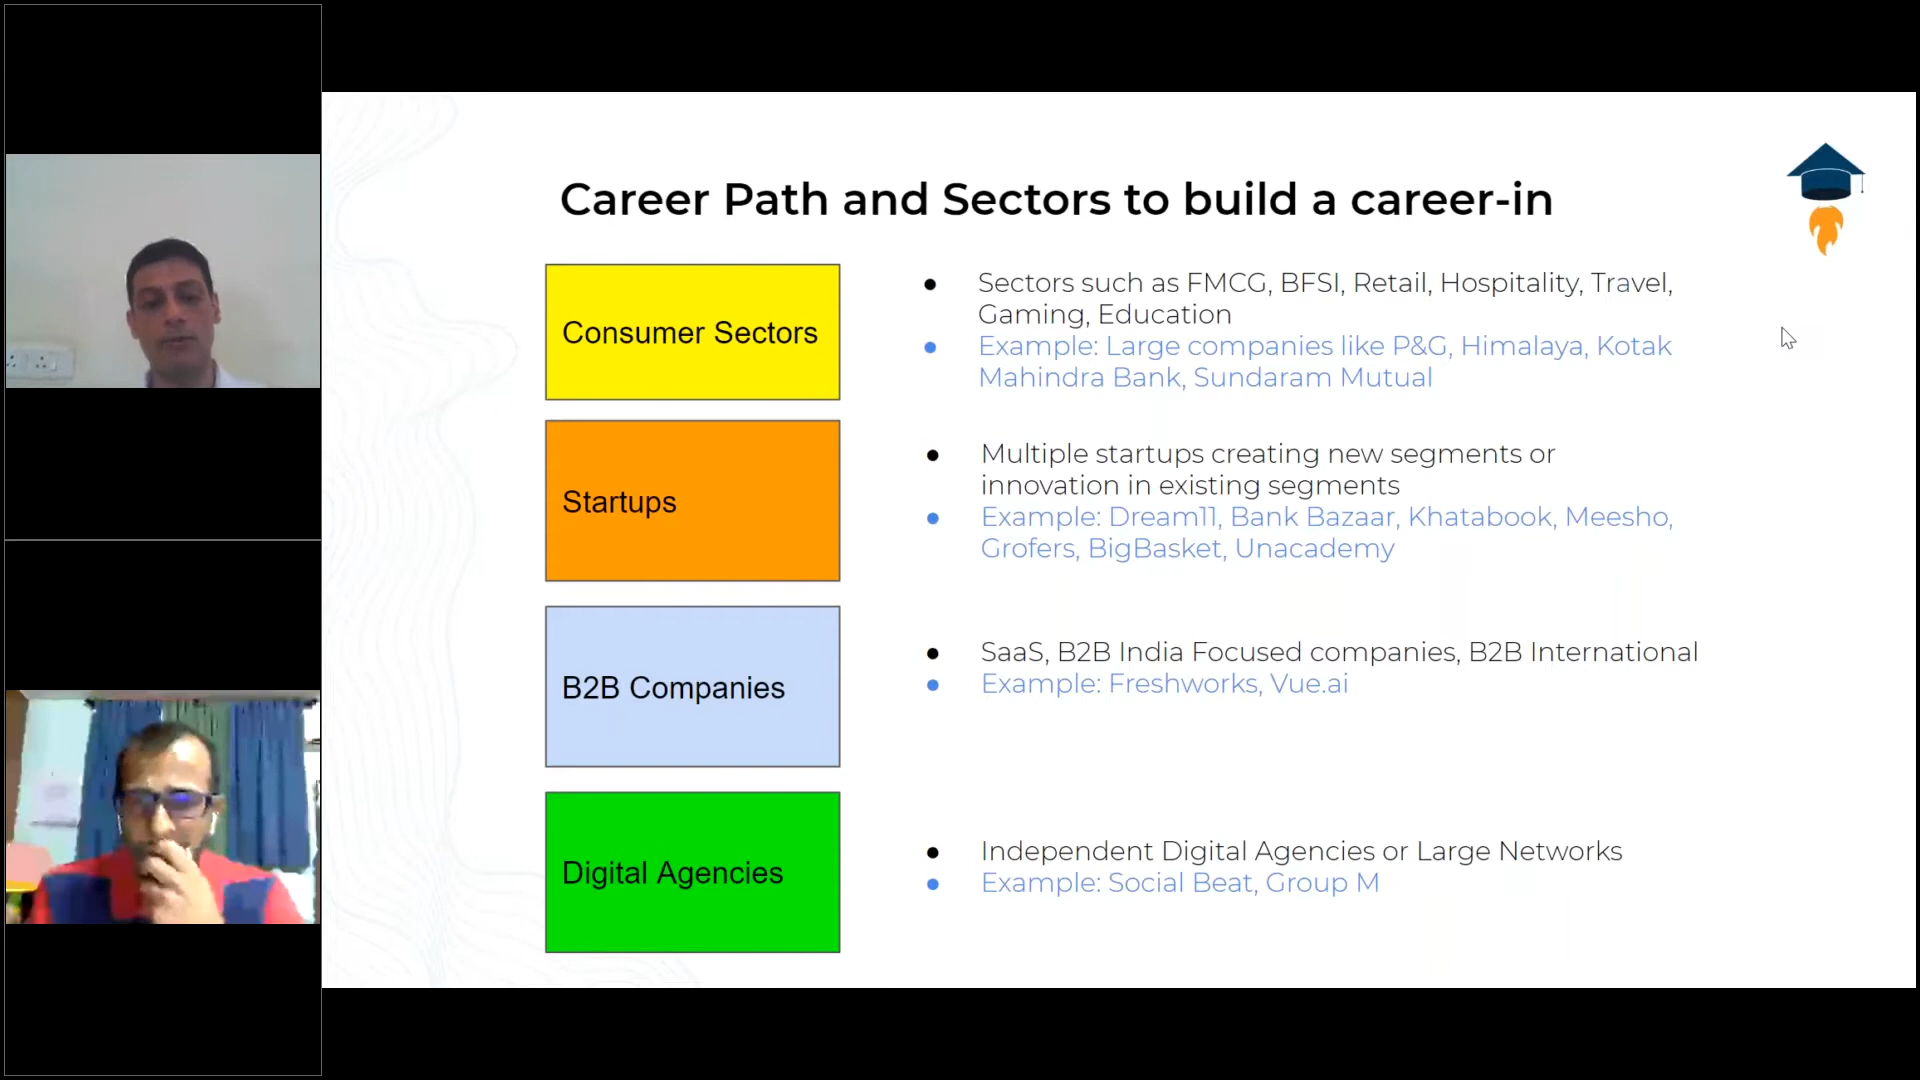 Career Path and Sectors to build a career-in
Consumer Sectors
● Sectors such as FMCG, BFSI, Retail, Hospitality, Travel,
Gaming, Education
● Example: Large companies like P&G, Himalaya, Kotak
Mahindra Bank, Sundaram Mutual
Startups
● Multiple startups creating new segments or
innovation in existing segments
● Example: Dream11, Bank Bazaar, Khatabook, Meesho,
Grofers, BigBasket, Unacademy
B2B Companies
● SaaS, B2B India Focused companies, B2B International
● Example: Freshworks, Vue.ai
Digital Agencies
● Independent Digital Agencies or Large Networks
● Example: Social Beat, Group M